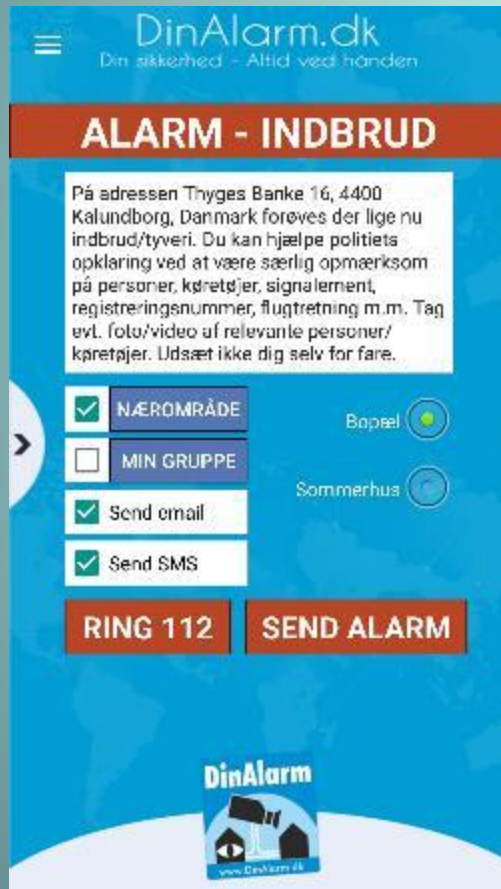 DinAlarm.dk
Din sikkerhed - Altid ved hånden
ALARM - INDBRUD
På adressen Thyges Banke 16, 4400
Kalundborg, Danmark forøves der lige nu
indbrud/tyveri. Du kan hjælpe politiets
opklaring ved at være særlig opmærksom
på personer, køretøjer, signalement,
registreringsnummer, flugtretning m.m. Tag
evt. foto/video af relevante personer/
køretøjer. Udsæt ikke dig selv for fare.
NÆROMRÅDE
Bopæl
MIN GRUPPE
Sommerhus
Send email
Send SMS
RING 112
SEND ALARM
DinAlarm
www.DinAlarm.dk